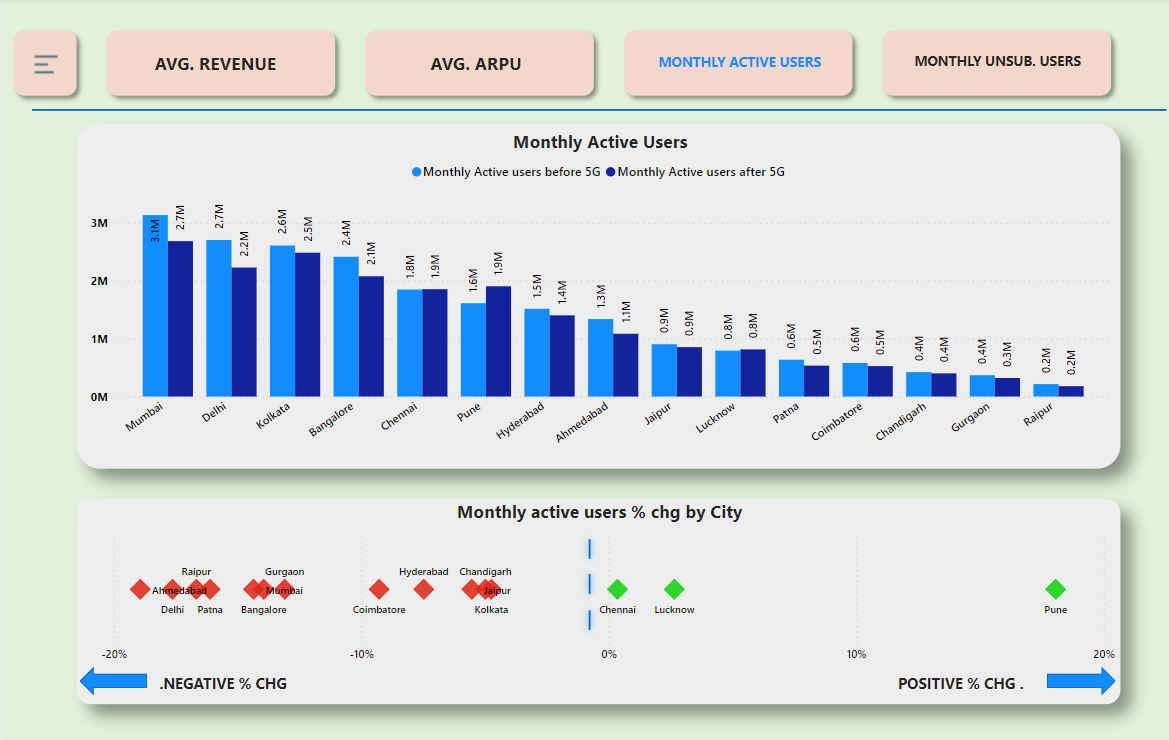 AVG. REVENUE
AVG. ARPU
MONTHLY ACTIVE USERS
MONTHLY UNSUB. USERS
Monthly Active Users
Monthly Active users before 5G Monthly Active users after 5G
3M
2M
1M
0M
3.1M 2.7M 2.7M 2.2M 2.6M 2.5M 2.4M 2.1M 1.8M 1.9M 1.6M 1.9M 1.5M 1.4M 1.3M 1.1M 0.9M 0.9M 0.8M 0.8M 0.6M 0.5M 0.6M 0.5M 0.4M 0.4M 0.4M 0.3M 0.2M 0.2M
Mumbai Delhi Kolkata Bangalore Chennai Pune Hyderabad Ahmedabad Jaipur Lucknow Patna Coimbatore Chandigarh Gurgaon Raipur
Monthly active users % chg by City
Raipur Gurgaon Hyderabad Chandigarh
Ahmedabad Mumbai Jaipur
Delhi Patna Bangalore Coimbatore Kolkata Chennai Lucknow Pune
-20% -10% 0% 10% 20%
.NEGATIVE % CHG
POSITIVE % CHG .